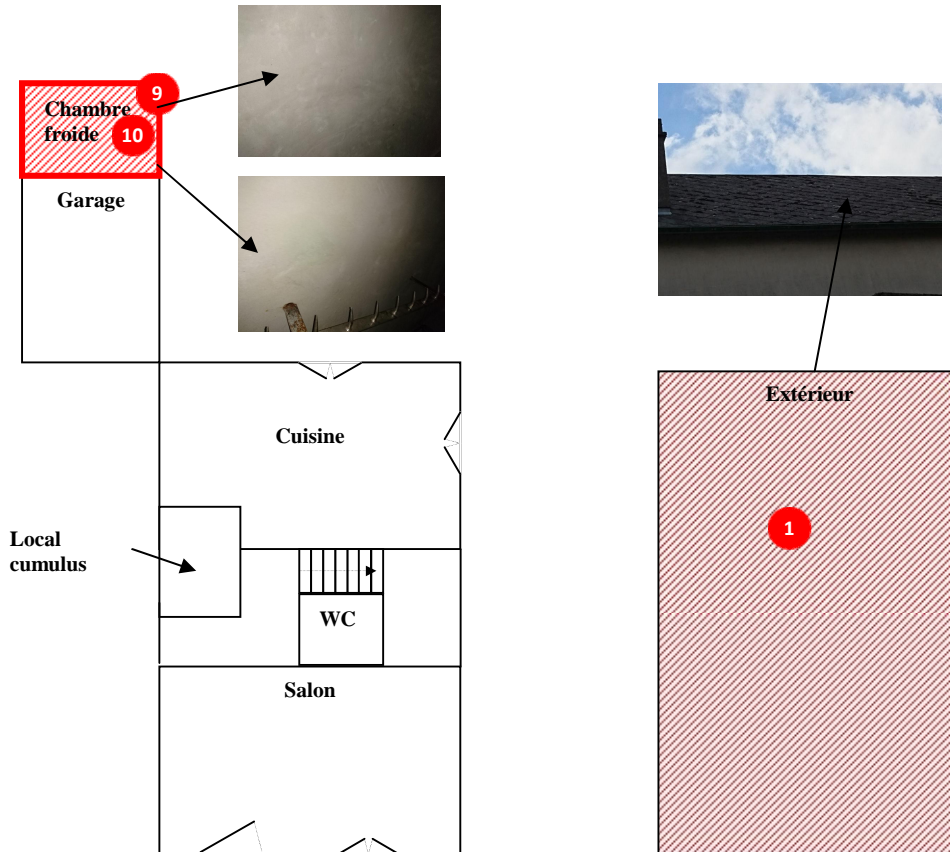 9
Chambre
froide
10
Garage
Extérieur
Cuisine
1
Local
cumulus
WC
Salon